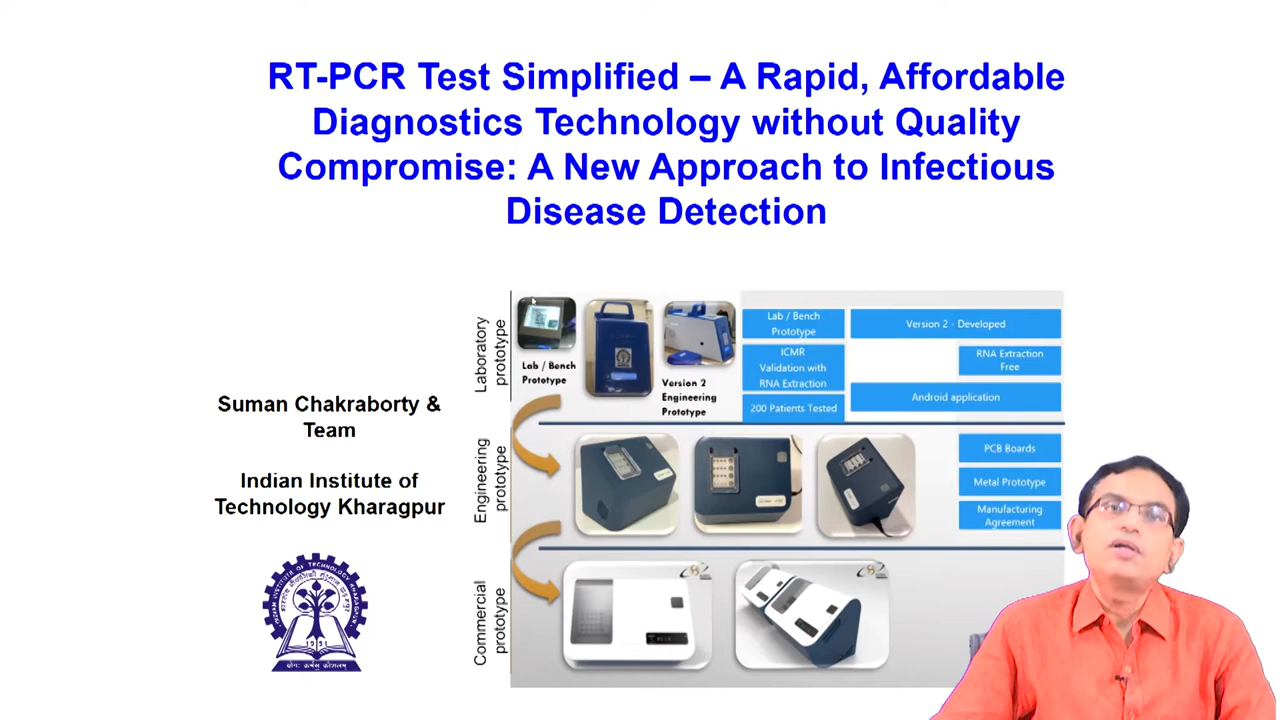 RT-PCR Test Simplified – A Rapid, Affordable
Diagnostics Technology without Quality
Compromise: A New Approach to Infectious
Disease Detection
Suman Chakraborty &
Team
Indian Institute of
Technology Kharagpur
Laboratory
prototype
Lab / Bench
Prototype
Version 2
Engineering
Prototype
Lab / Bench
Prototype
ICMR
Validation with
RNA Extraction
200 Patients Tested
Version 2 - Developed
RNA Extraction
Free
Android application
Engineering
prototype
PCB Boards
Metal Prototype
Manufacturing
Agreement
Commercial
prototype